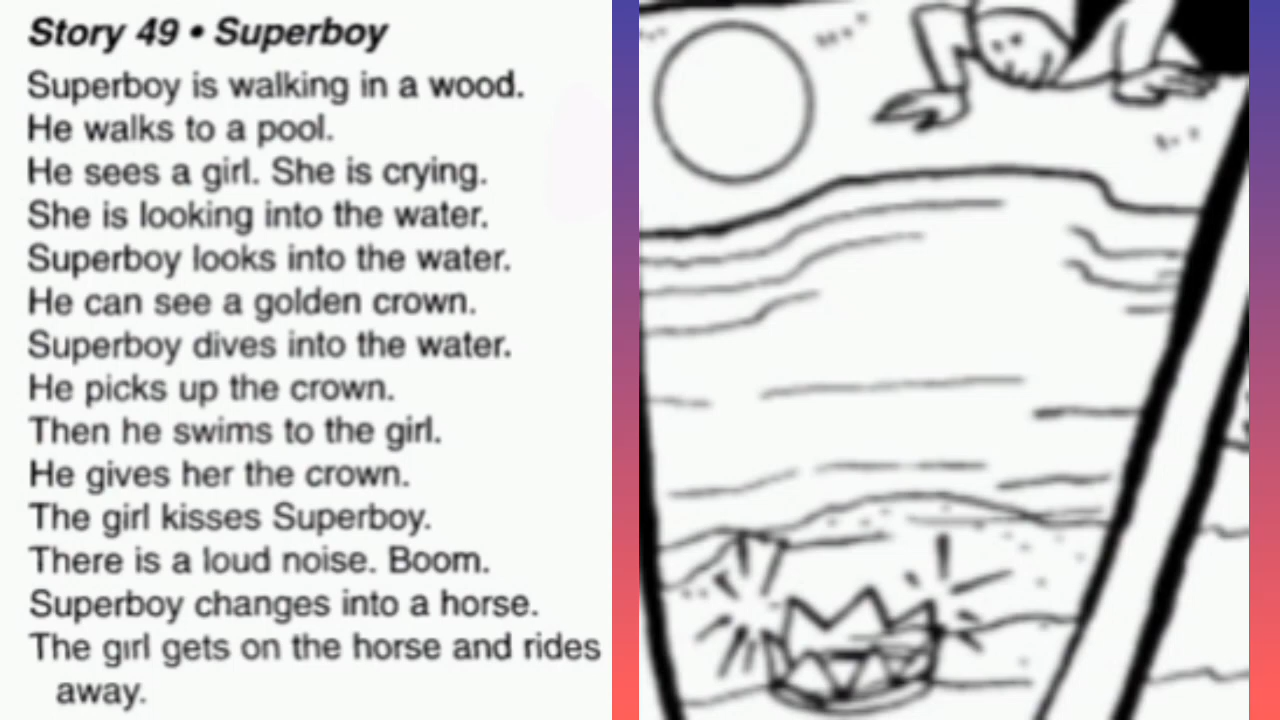 Story 49 • Superboy
Superboy is walking in a wood.
He walks to a pool.
He sees a girl. She is crying.
She is looking into the water.
Superboy looks into the water.
He can see a golden crown.
Superboy dives into the water.
He picks up the crown.
Then he swims to the girl.
He gives her the crown.
The girl kisses Superboy.
There is a loud noise. Boom.
Superboy changes into a horse.
The girl gets on the horse and rides
away.